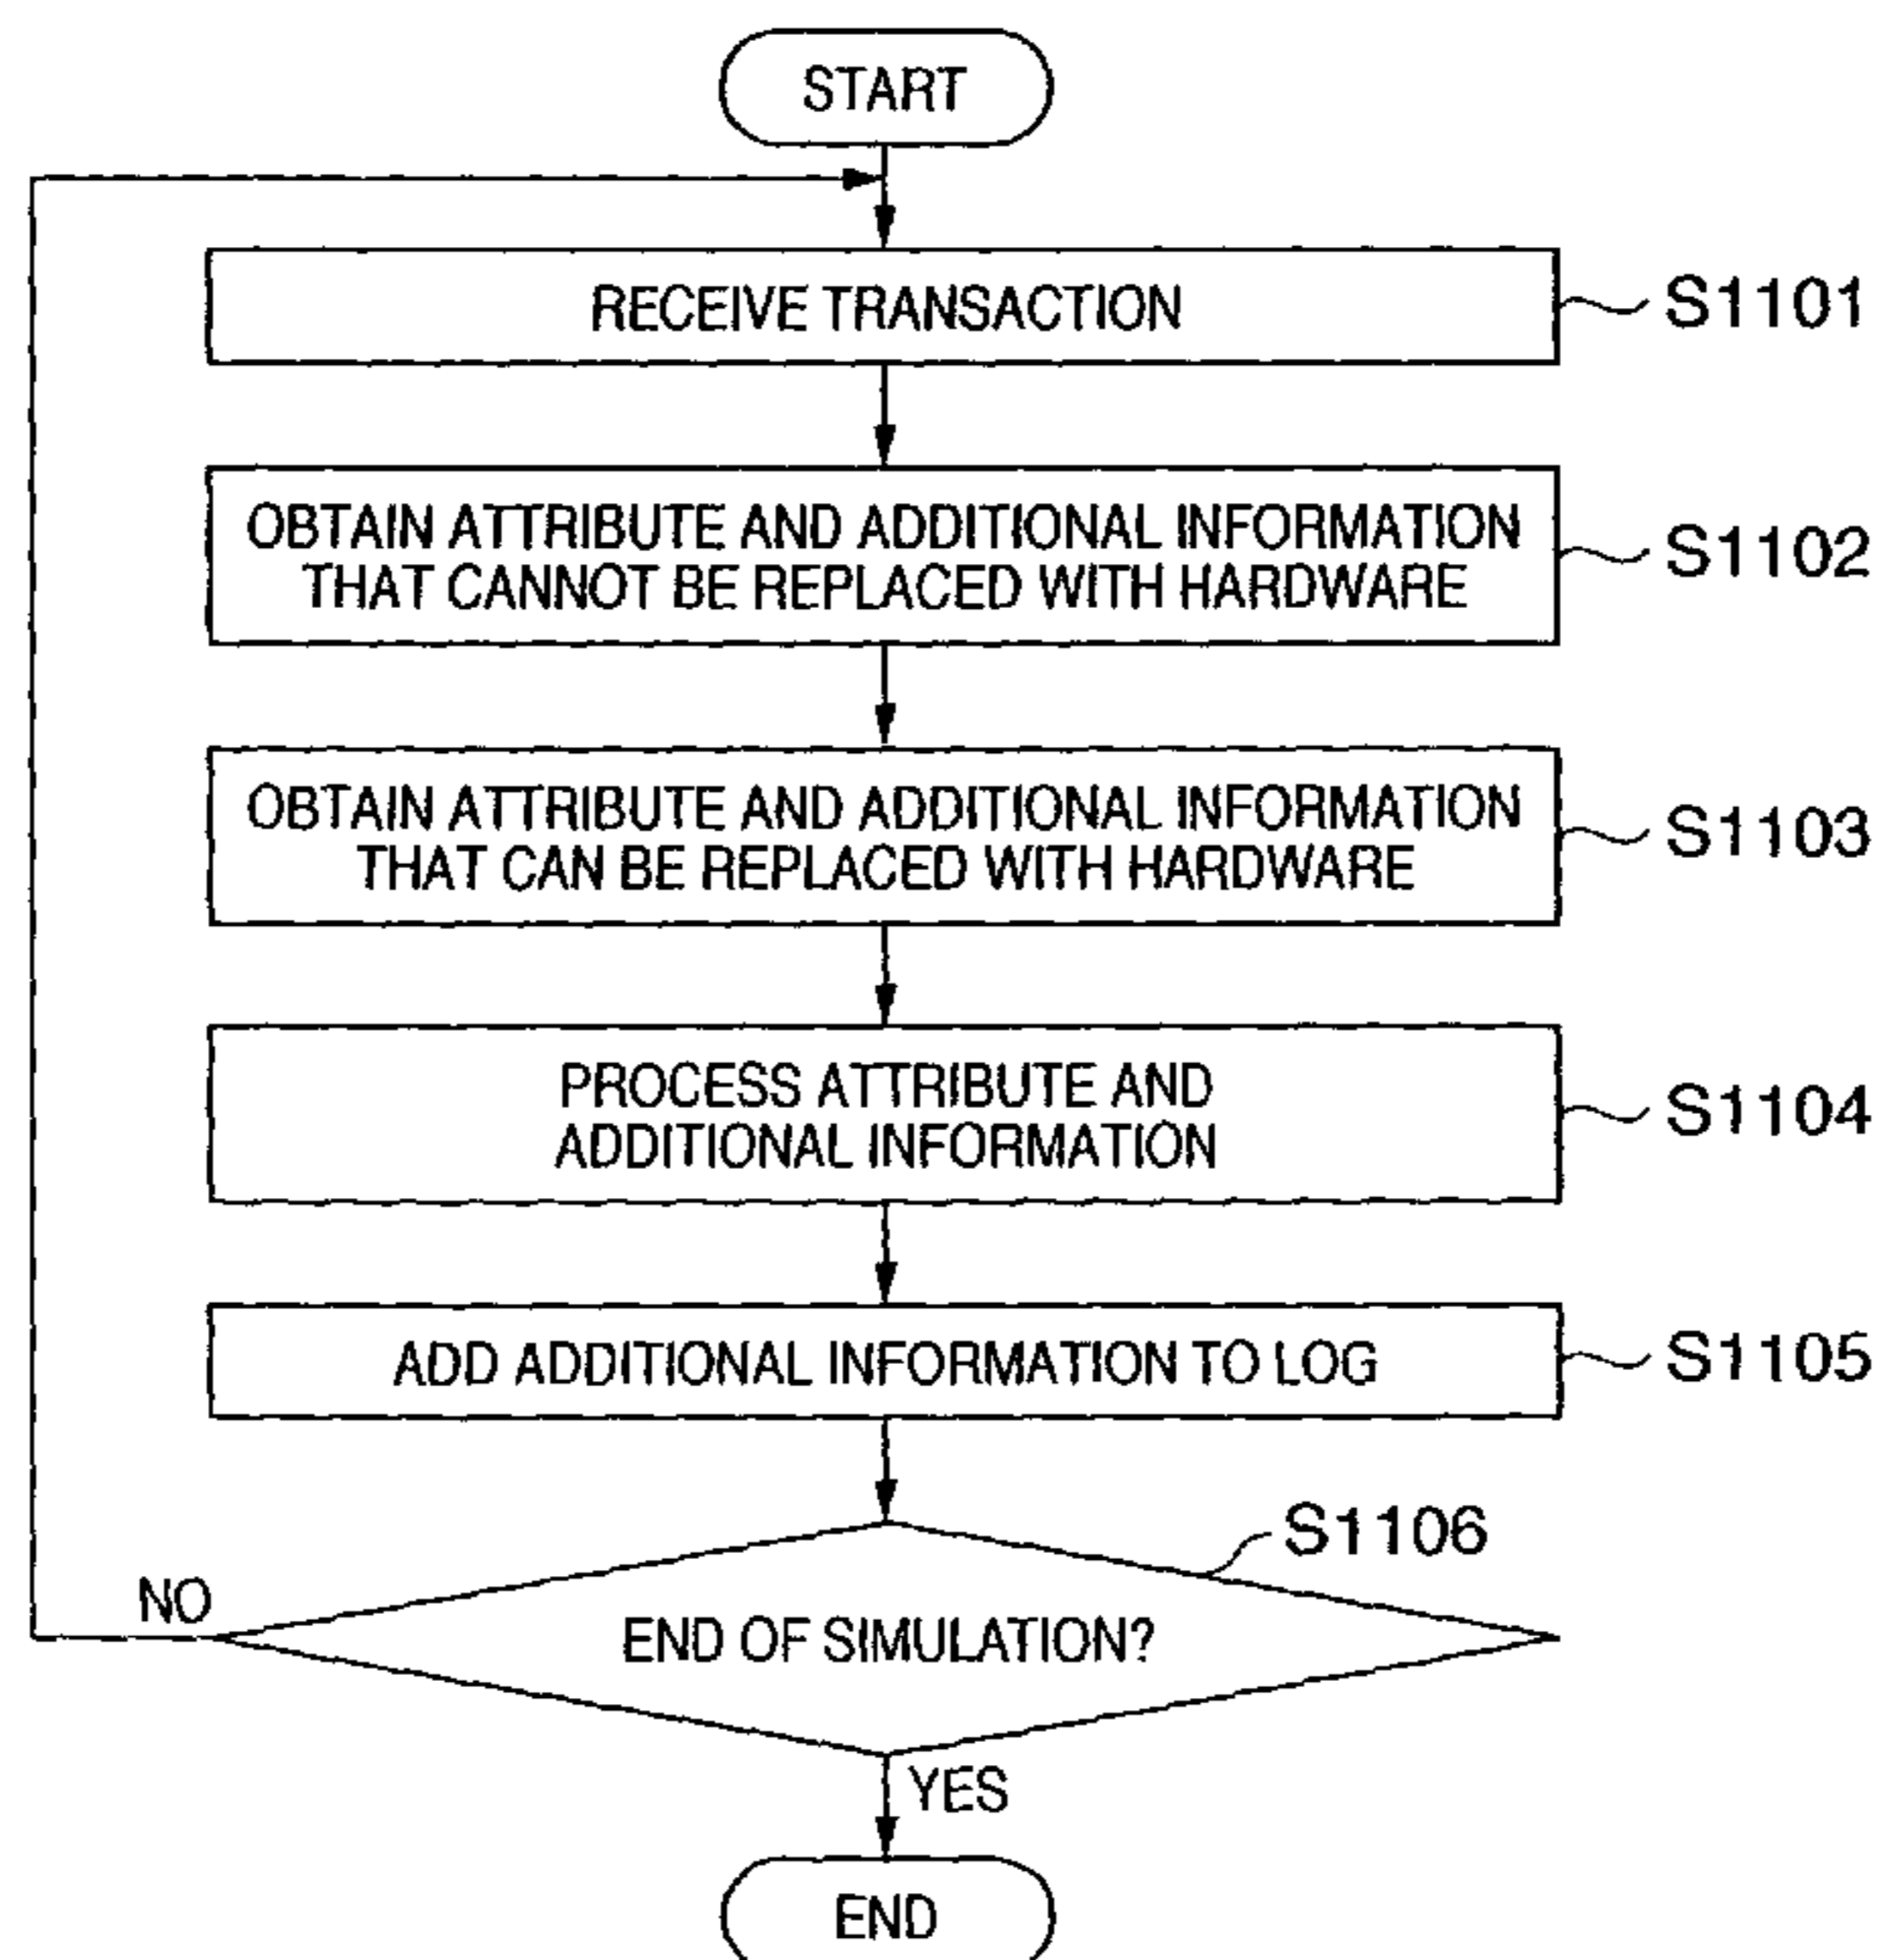 START
RECEIVE TRANSACTION
S1101
OBTAIN ATTRIBUTE AND ADDITIONAL INFORMATION
THAT CANNOT BE REPLACED WITH HARDWARE
S1102
OBTAIN ATTRIBUTE AND ADDITIONAL INFORMATION
THAT CAN BE REPLACED WITH HARDWARE
S1103
PROCESS ATTRIBUTE AND
ADDITIONAL INFORMATION
S1104
ADD ADDITIONAL INFORMATION TO LOG
S1105
S1106
NO
END OF SIMULATION?
YES
END